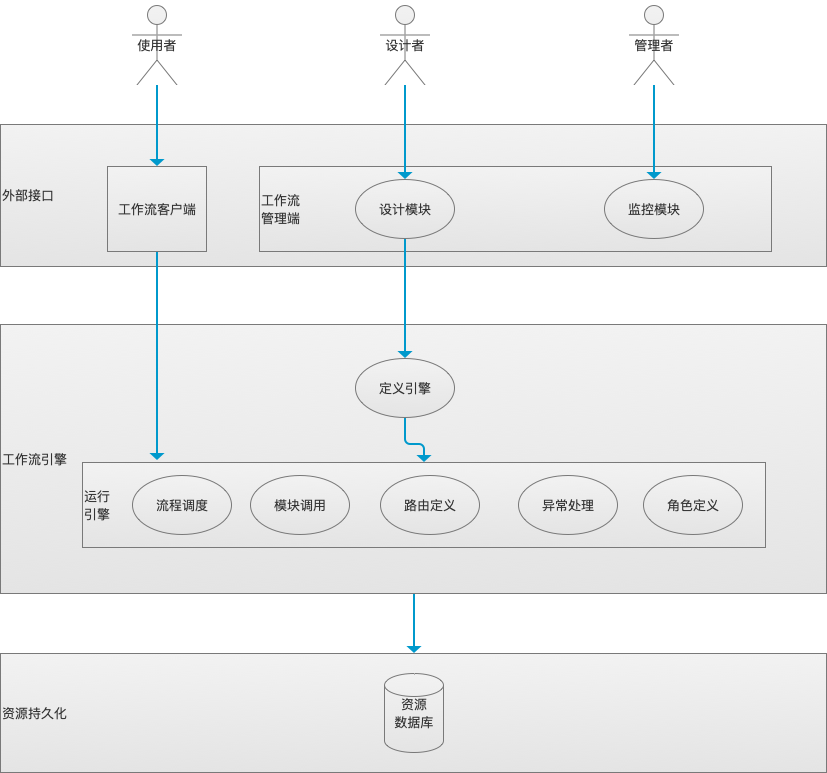 使用者
设计者
管理者
外部接口
工作流客户端
工作流
管理端
设计模块
监控模块
定义引擎
工作流引擎
运行
引擎
流程调度
模块调用
路由定义
异常处理
角色定义
资源持久化
资源
数据库